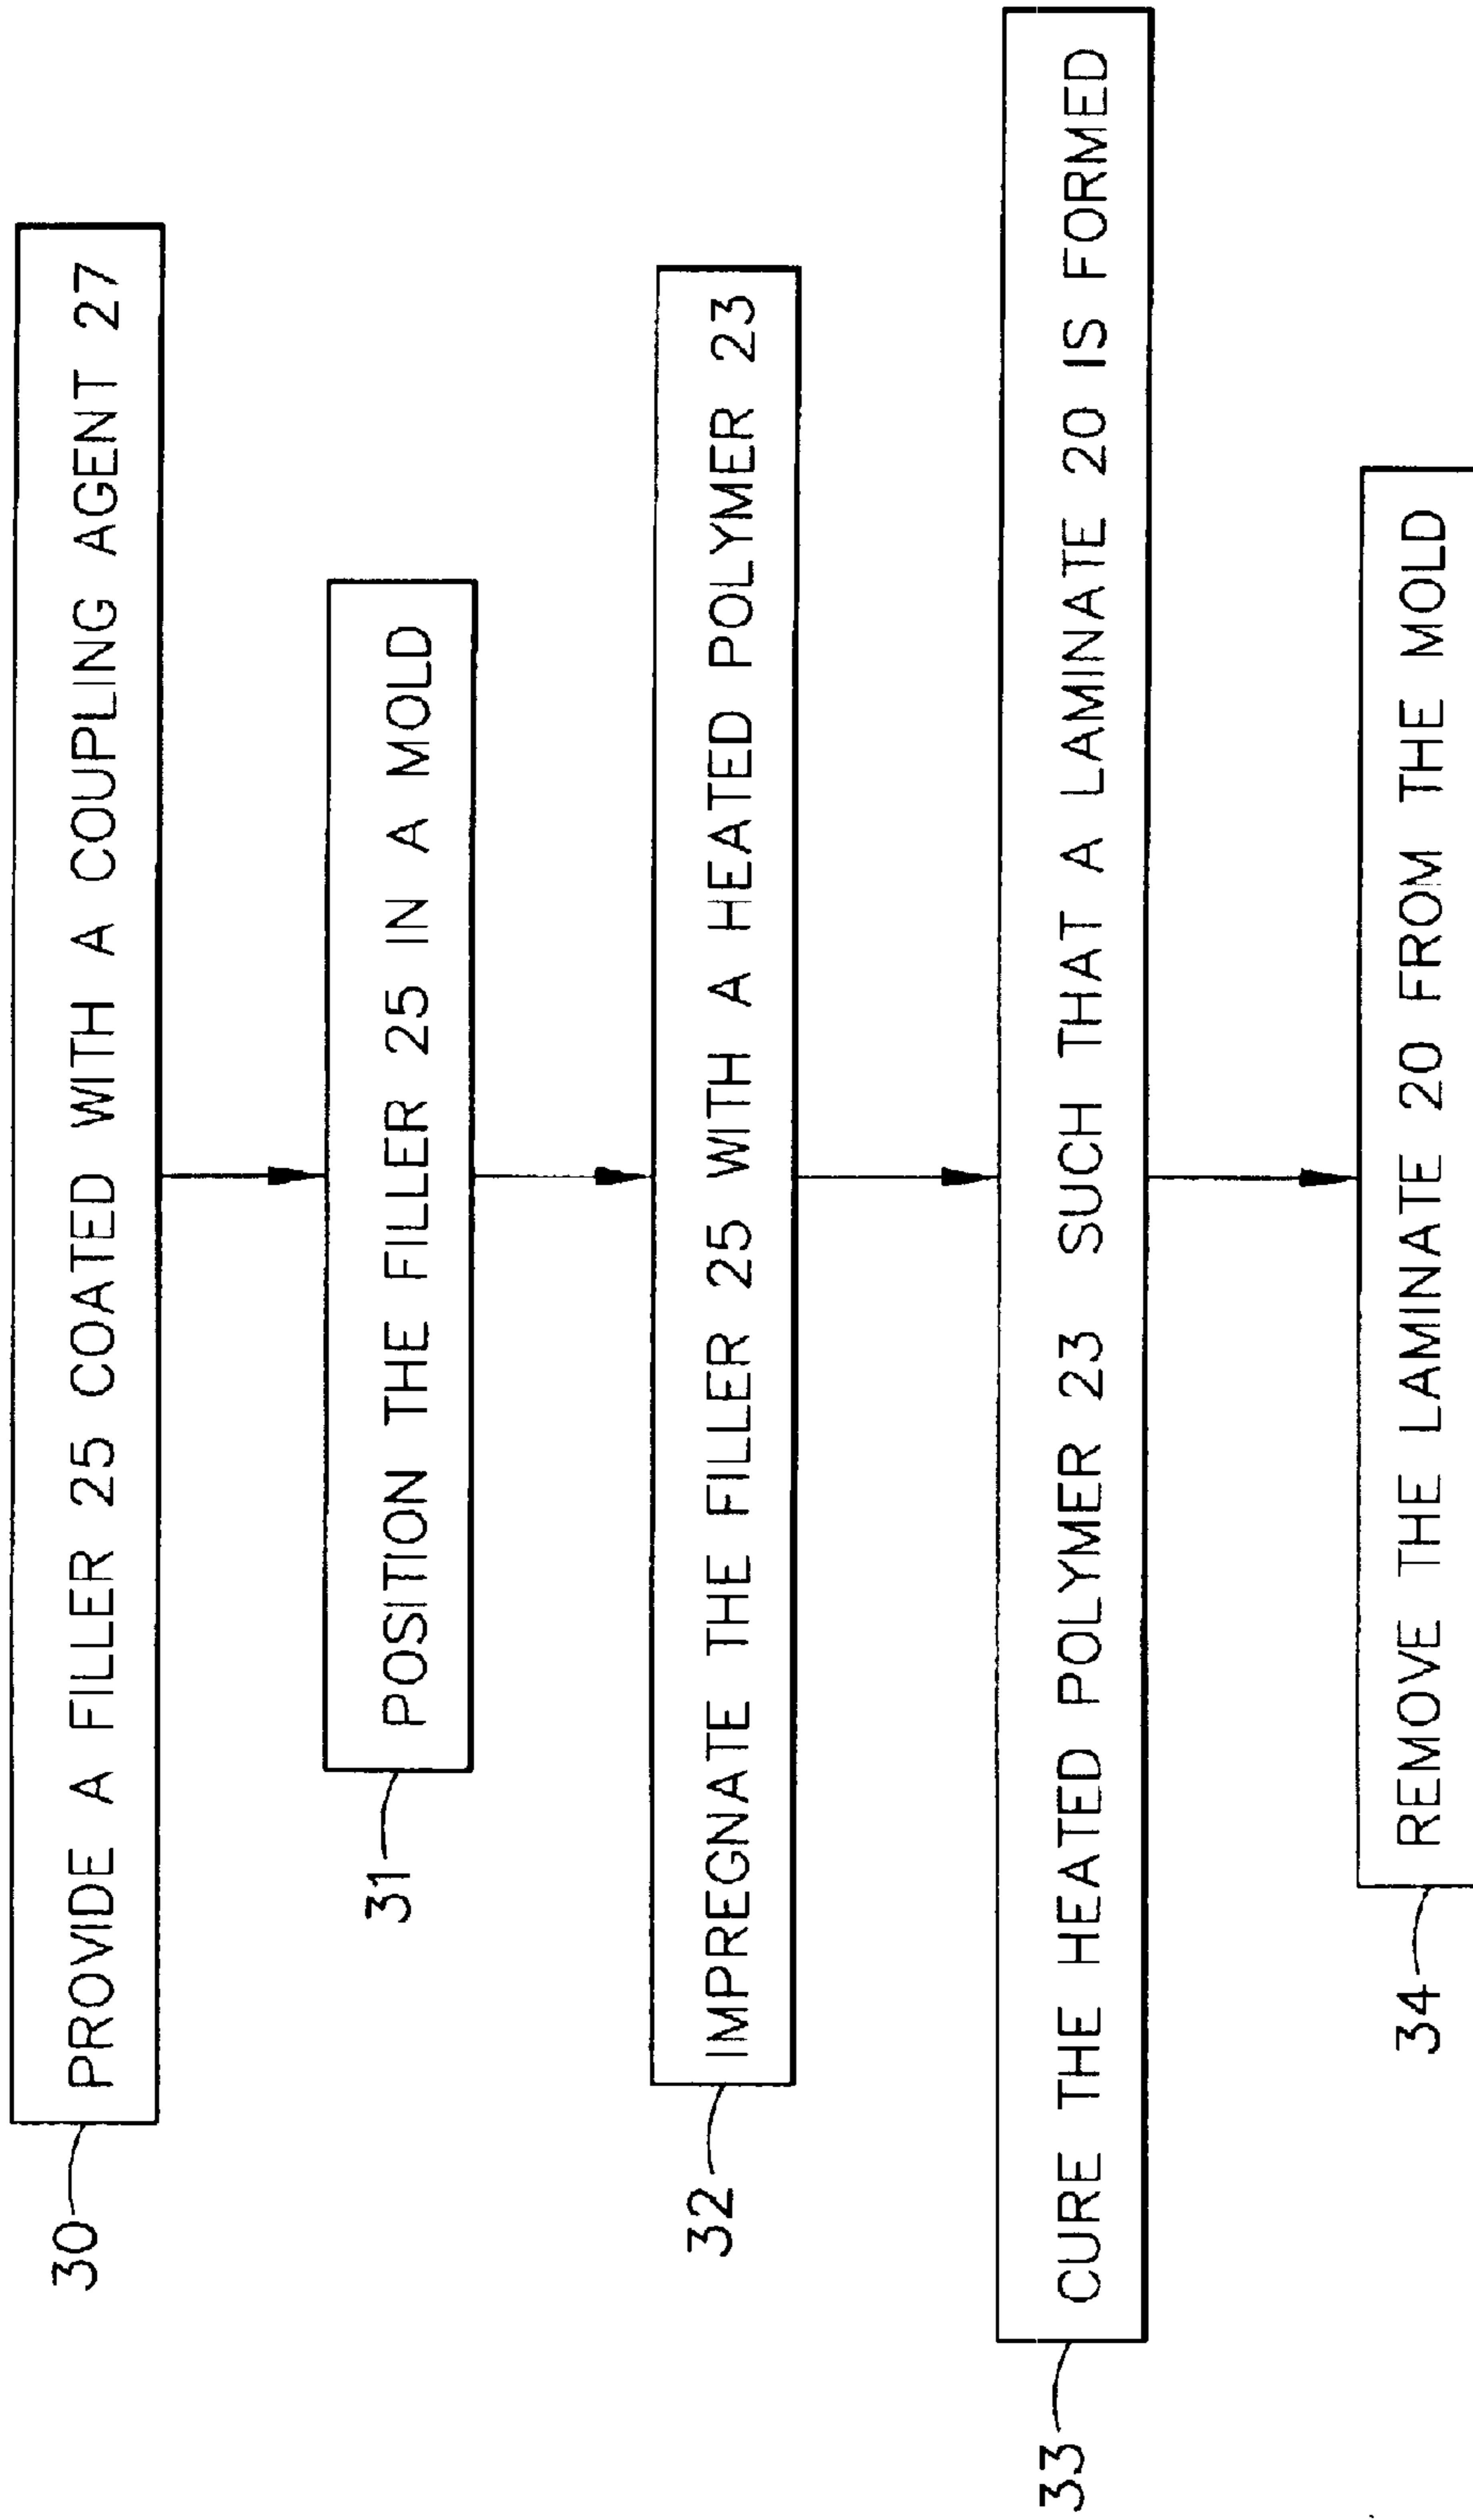 30
PROVIDE A FILLER 25 COATED WITH A COUPLING AGENT 27
31
POSITION THE FILLER 25 IN A MOLD
32
IMPREGNATE THE FILLER 25 WITH A HEATED POLYMER 23
33
CURE THE HEATED POLYMER 23 SUCH THAT A LAMINATE 20 IS FORMED
34
REMOVE THE LAMINATE 20 FROM THE MOLD